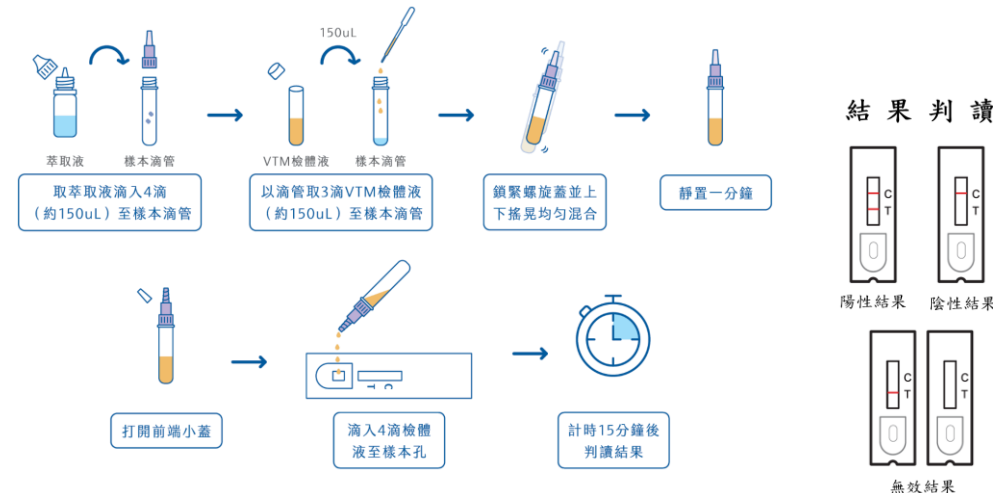 150uL
萃取液
樣本滴管
VTM檢體液
樣本滴管
取萃取液滴入4滴
(約150uL)至樣本滴管
以滴管取3滴VTM檢體液
(約150uL)至樣本滴管
鎖緊螺旋蓋並上
下搖晃均勻混合
靜置一分鐘
打開前端小蓋
T C
滴入4滴檢體
液至樣本孔
計時15分鐘後
判讀結果
結果判讀
C
T
C
T
陽性結果
陰性結果
C
T
C
T
無效結果